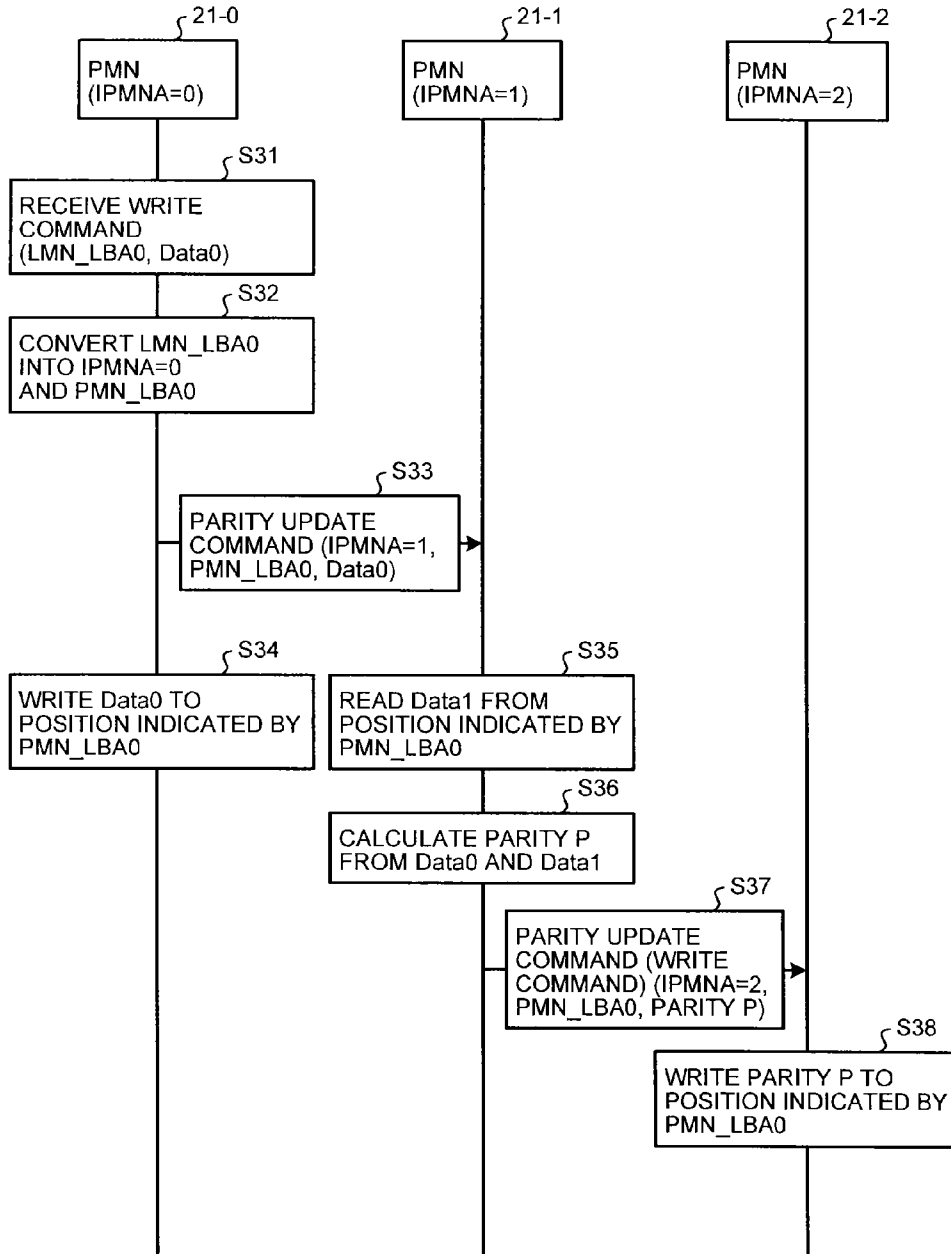 21-0
21-1
21-2
PMN
(IPMNA=0)
PMN
(IPMNA=1)
PMN
(IPMNA=2)
S31
RECEIVE WRITE
COMMAND
(LMN_LBA0, Data0)
S32
CONVERT LMN_LBA0
INTO IPMNA=0
AND PMN_LBA0
S33
PARITY UPDATE
COMMAND (IPMNA=1,
PMN_LBA0, Data0)
S34
WRITE Data0 TO
POSITION INDICATED BY
PMN_LBA0
S35
READ Data1 FROM
POSITION INDICATED BY
PMN_LBA0
S36
CALCULATE PARITY P
FROM Data0 AND Data1
S37
PARITY UPDATE
COMMAND (WRITE
COMMAND) (IPMNA=2,
PMN_LBA0, PARITY P)
S38
WRITE PARITY P TO
POSITION INDICATED BY
PMN_LBA0